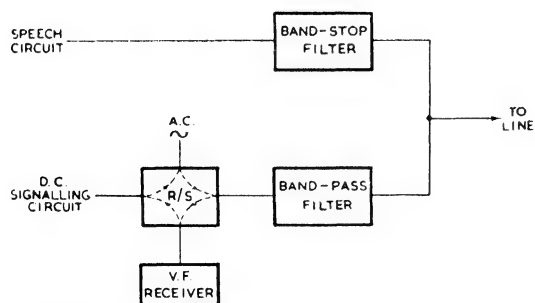 SPEECH
CIRCUIT
BAND-STOP
FILTER
TO
LINE
A.C.
D.C.
SIGNALLING
CIRCUIT
R/S
BAND-PASS
FILTER
V.F.
RECEIVER